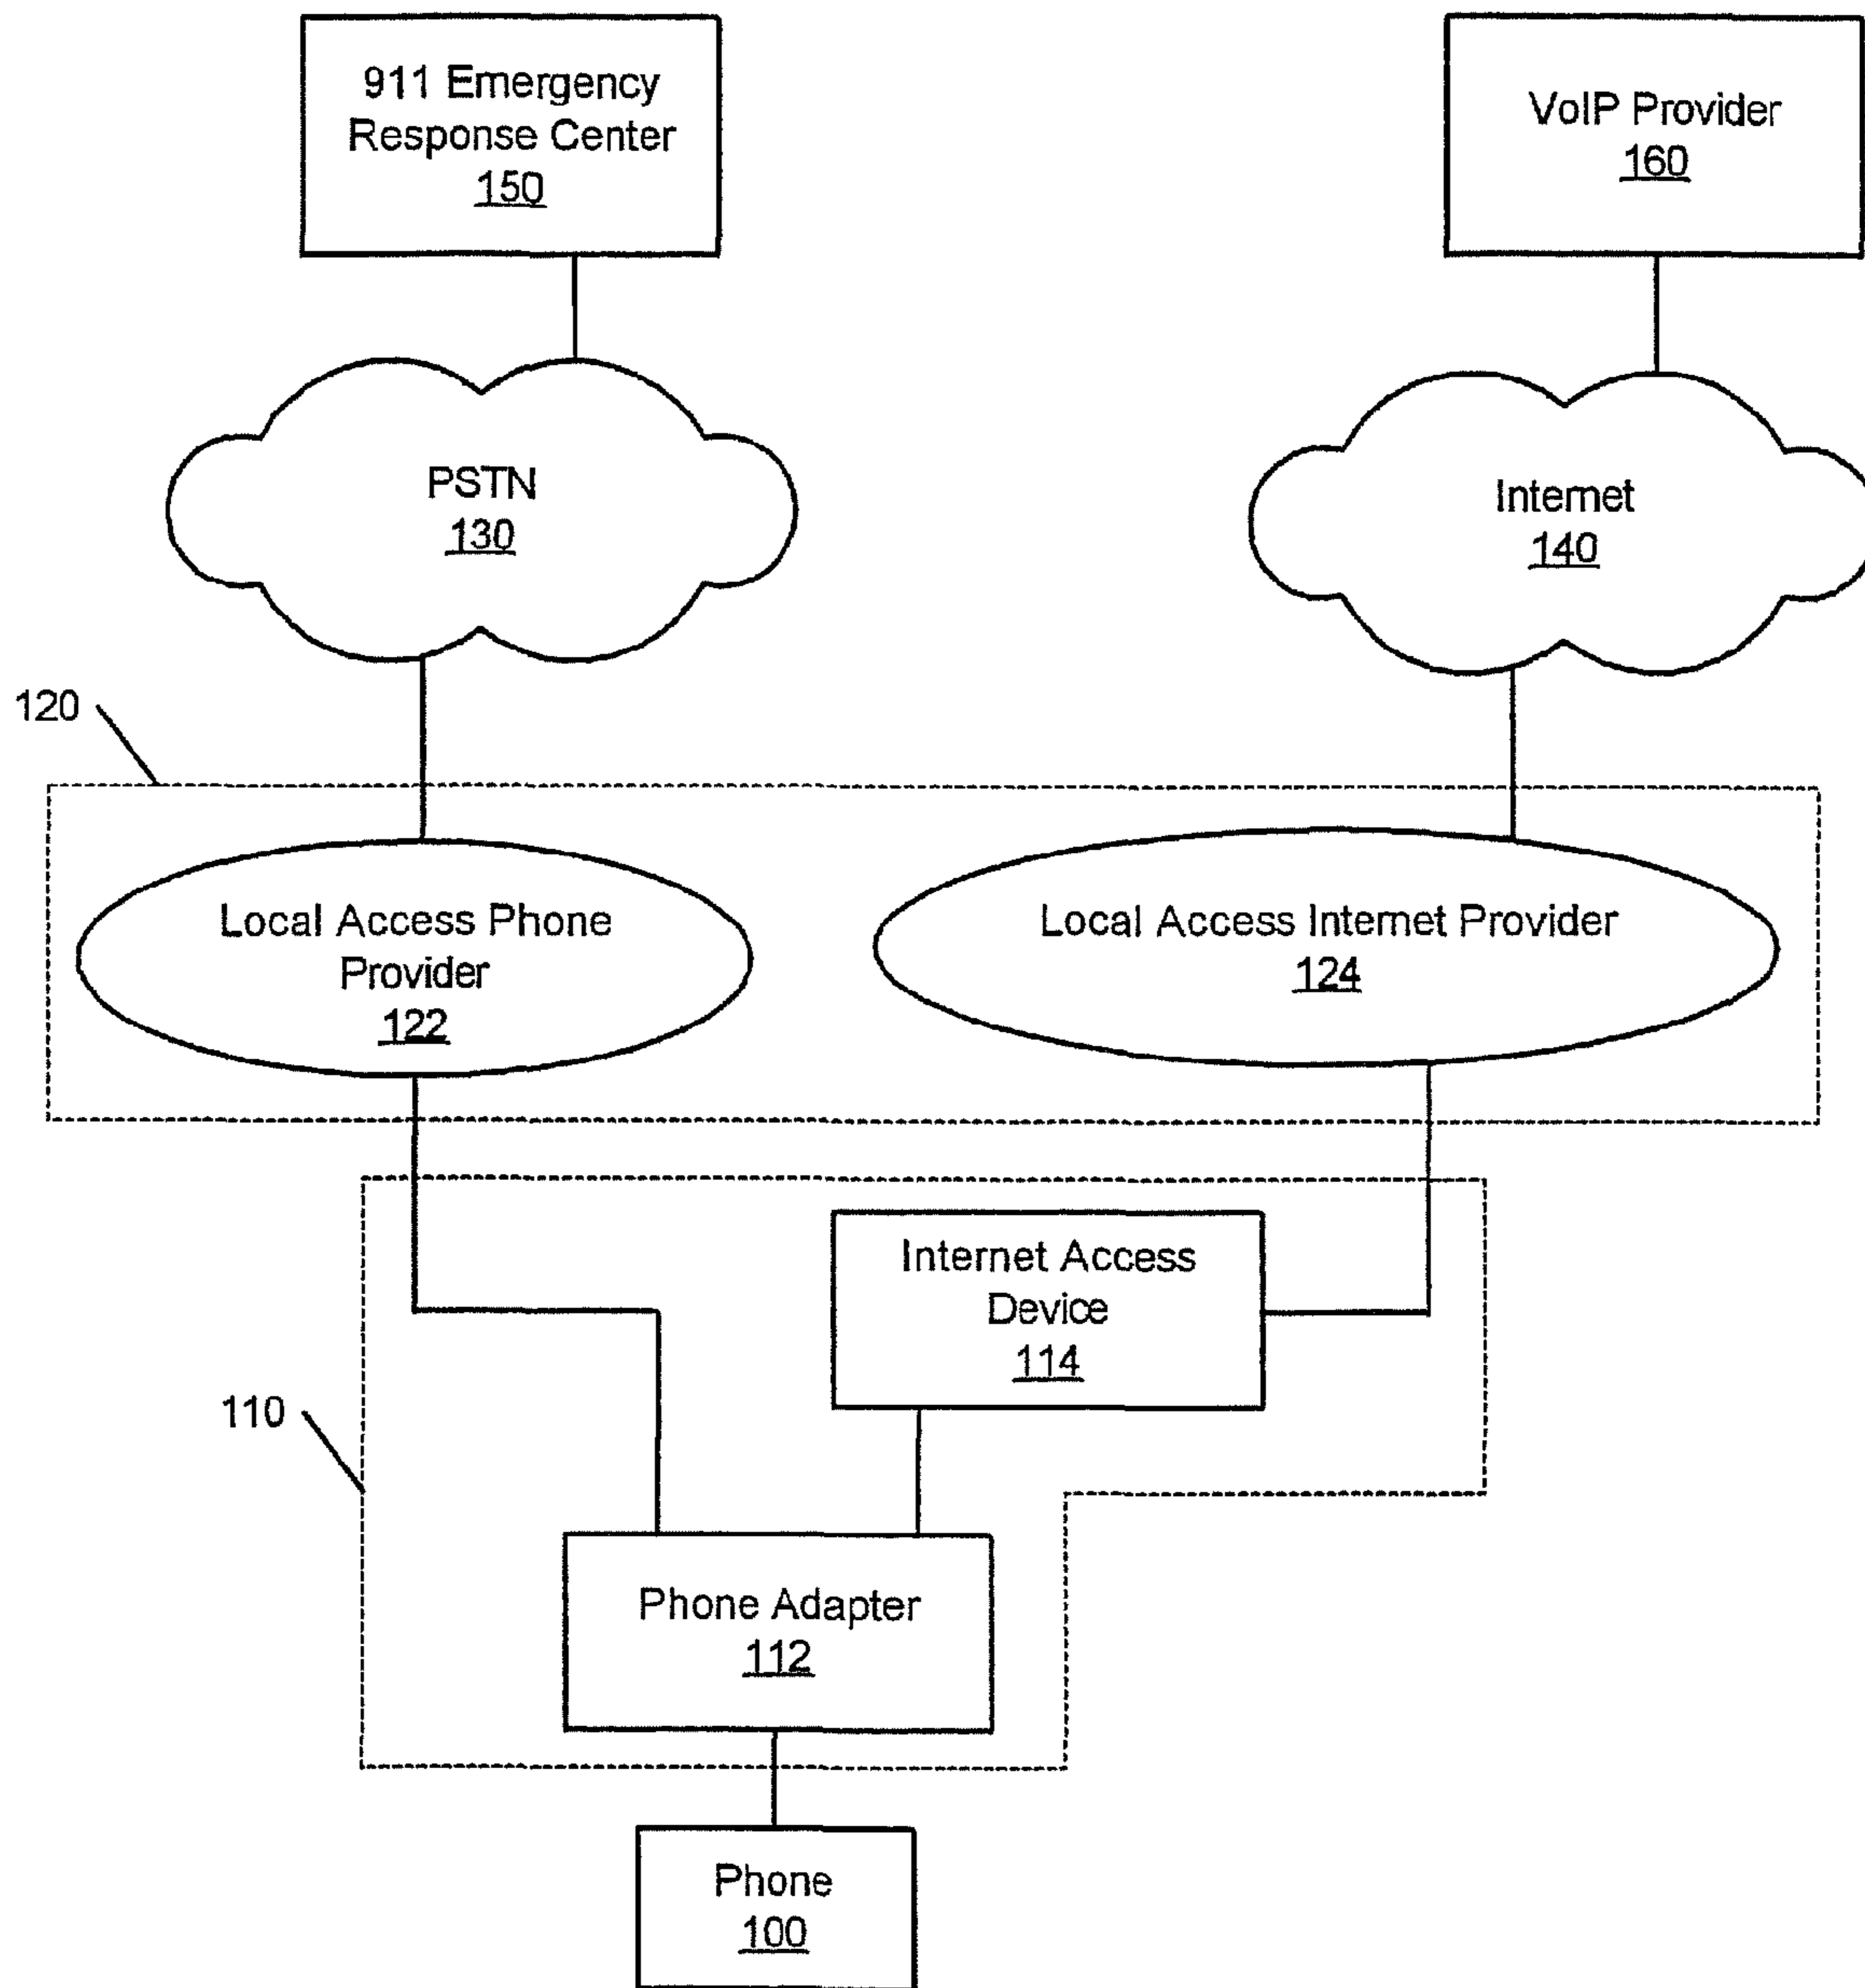 911 Emergency
Response Center
150
VoIP Provider
160
PSTN
130
Internet
140
120
Local Access Phone
Provider
122
Local Access Internet Provider
124
Internet Access
Device
114
110
Phone Adapter
112
Phone
100